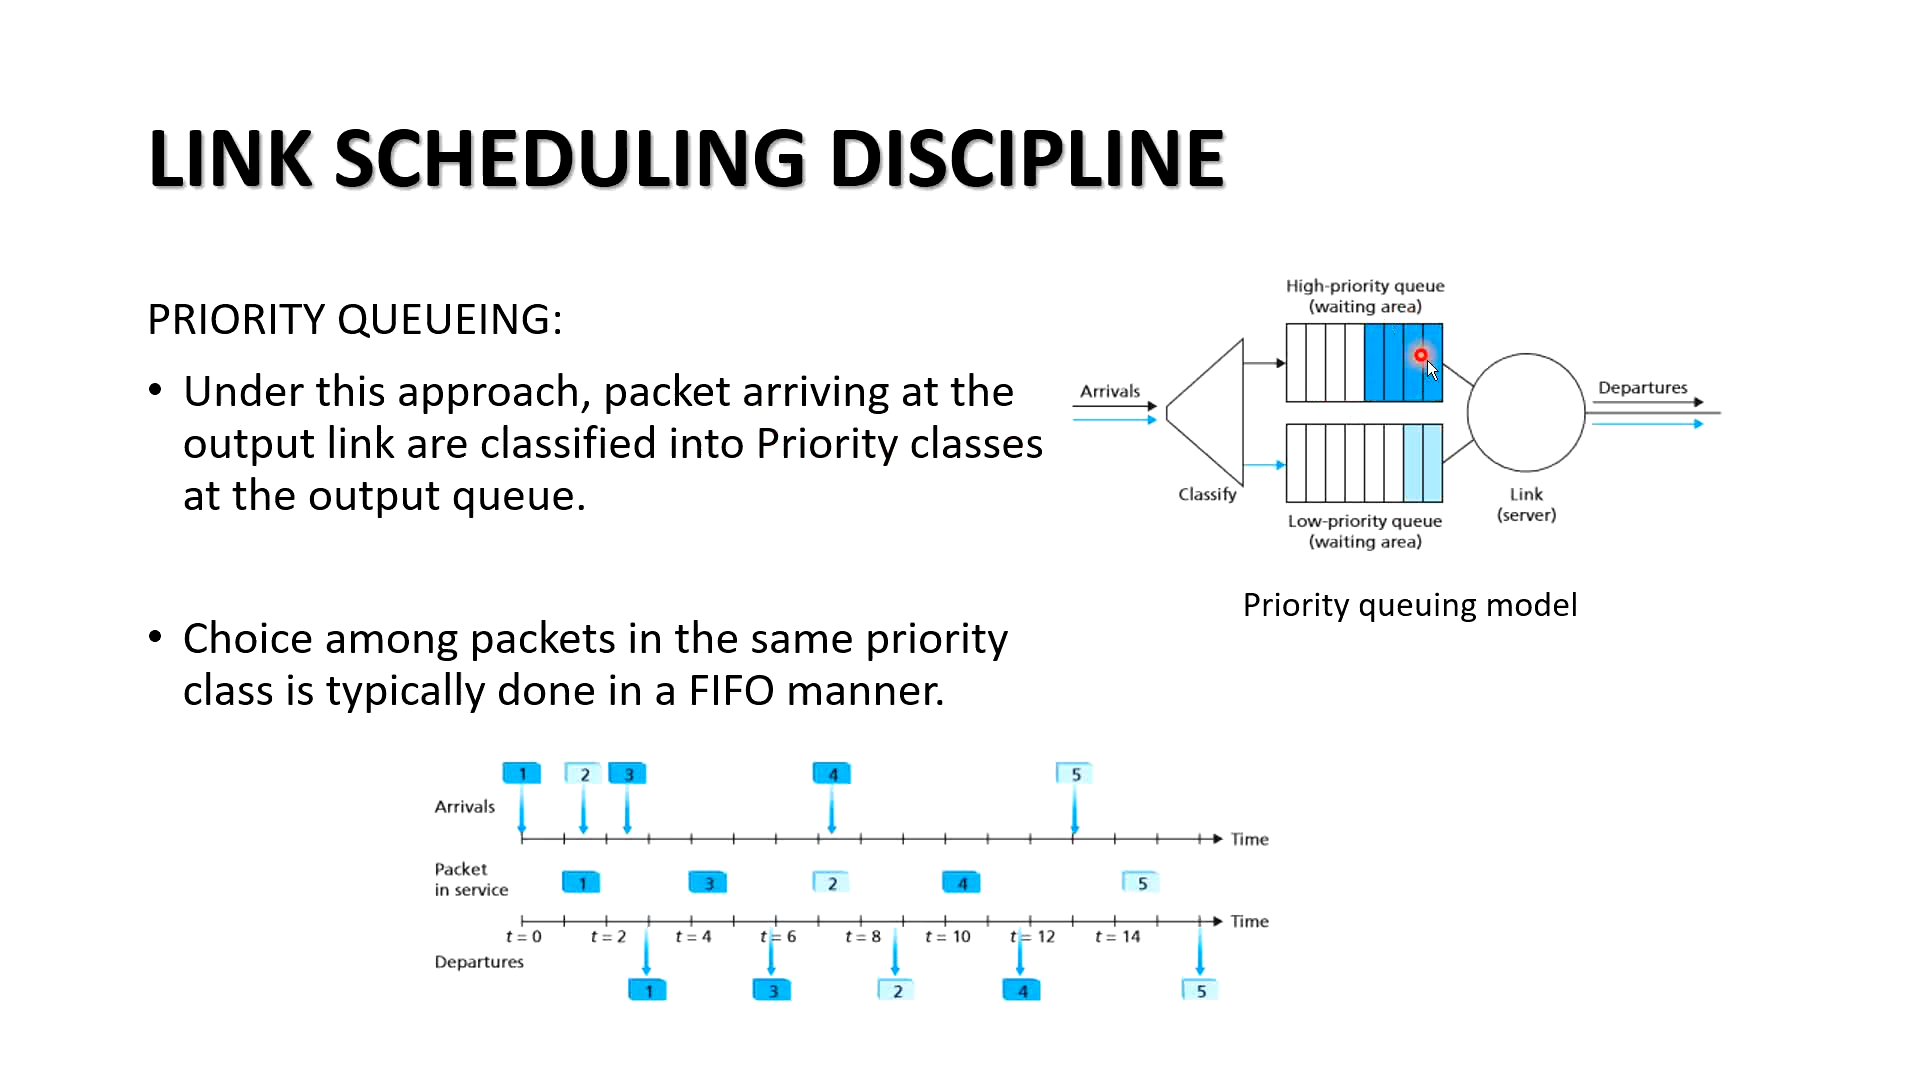 LINK SCHEDULING DISCIPLINE
PRIORITY QUEUEING:
• Under this approach, packet arriving at the
output link are classified into Priority classes
at the output queue.
• Choice among packets in the same priority
class is typically done in a FIFO manner.
High-priority queue
(waiting area)
Arrivals
Departures
Classify
Link
(server)
Low-priority queue
(waiting area)
Priority queuing model
1 2 3 4 5
Arrivals
Time
Packet
in service
1 3 2 4 5
Time
t = 0 t = 2 t = 4 t = 6 t = 8 t = 10 t = 12 t = 14
Departures
1 3 2 4 5